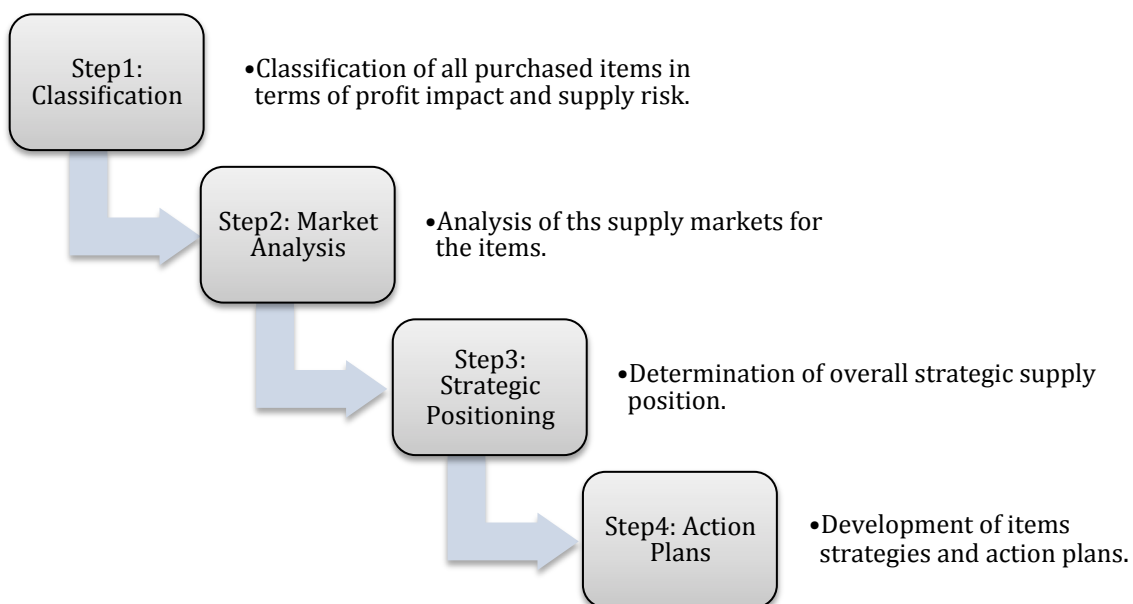 Step1:
Classification
•Classification of all purchased items in
terms of profit impact and supply risk.
Step2: Market
Analysis
•Analysis of ths supply markets for
the items.
Step3:
Strategic
Positioning
•Determination of overall strategic supply
position.
Step4: Action
Plans
•Development of items
strategies and action plans.